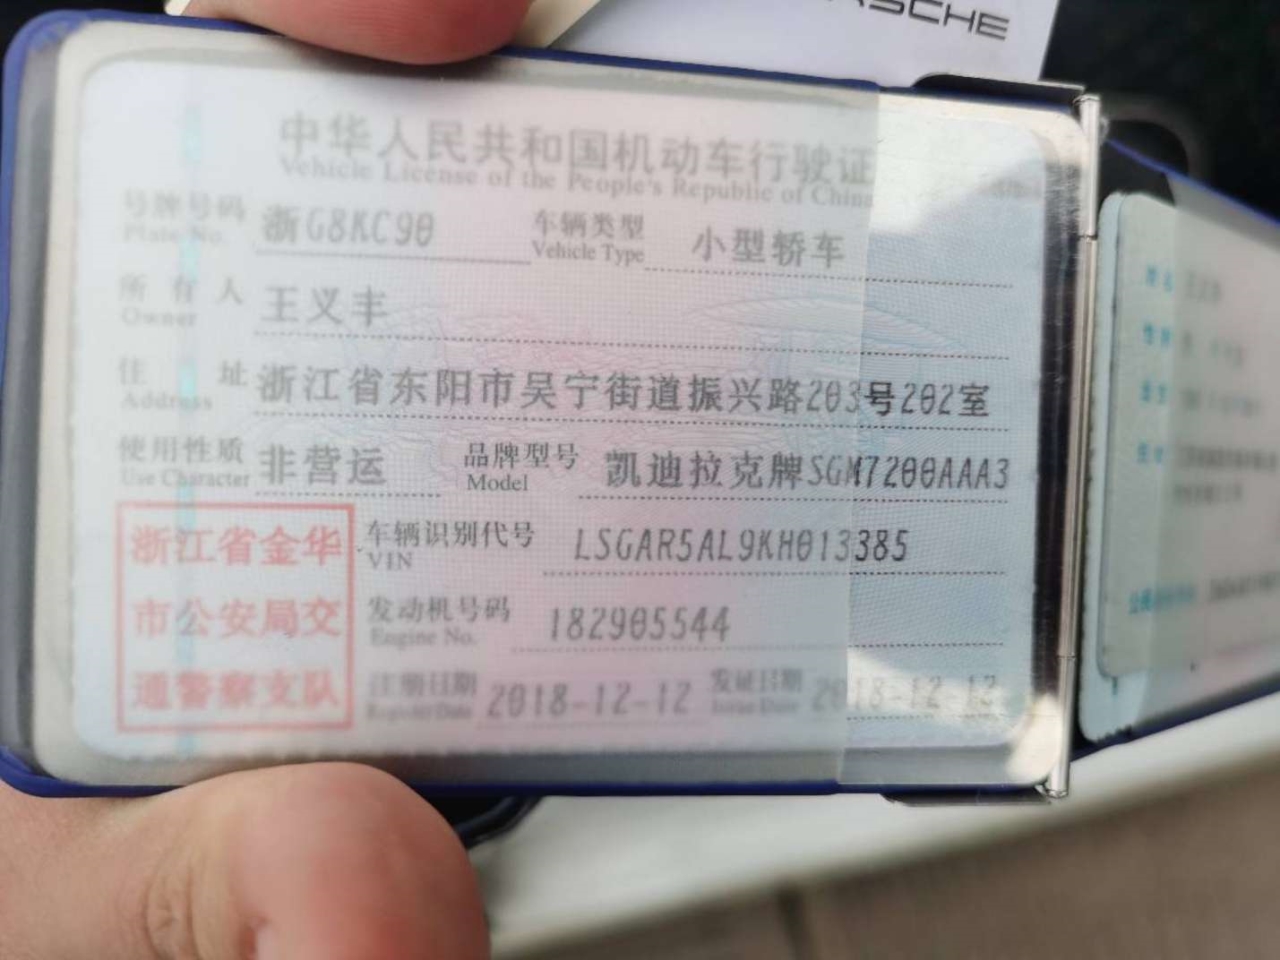 SCHE
中华人民共和国机动车行驶证
Vehicle License of the People's Republic of China
号牌号码 浙G8KC90 车辆类型 小型轿车
Plate No. Vehicle Type
所有人 王义丰
Owner
住址 浙江省东阳市吴宁街道振兴路203号202室
Address
使用性质 非营运 品牌型号 凯迪拉克牌SGM7200AAA3
Use Character Model
浙江省金华 车辆识别代号 LSGAR5AL9KH013385
VIN
市公安局交 发动机号码 182905544
Engine No.
通警察支队 注册日期 2018-12-12 发证日期 2018-12-12
Register Date Issue Date